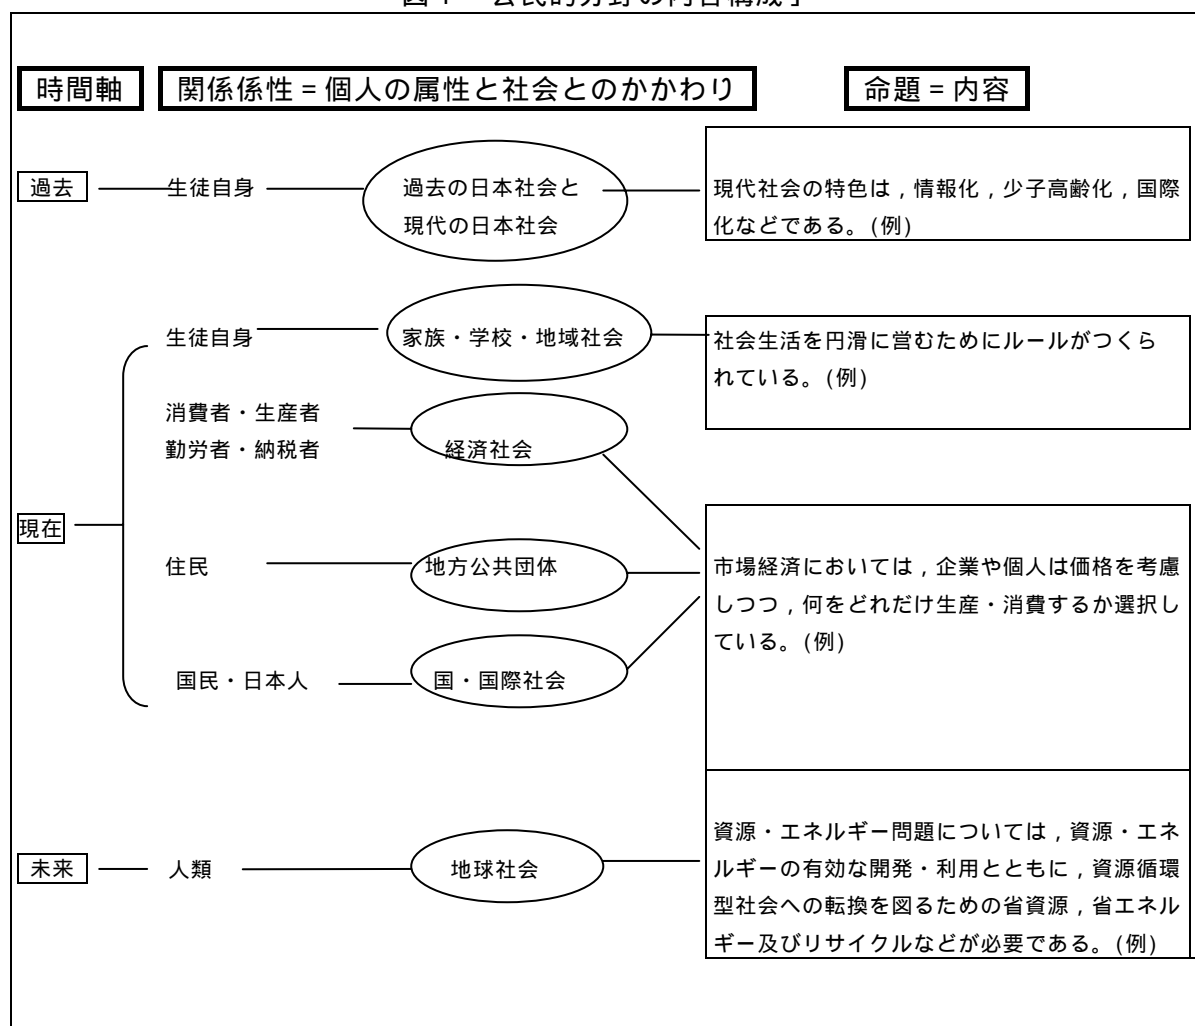 時間軸 関係係性＝個人の属性と社会とのかかわり 命題＝内容
過去 生徒自身 過去の日本社会と
現代の日本社会
現代社会の特色は，情報化，少子高齢化，国際
化などである。(例)
生徒自身 家族・学校・地域社会
社会生活を円滑に営むためにルールがつくら
れている。(例)
消費者・生産者
勤労者・納税者
経済社会
現在
住民 地方公共団体
市場経済においては，企業や個人は価格を考慮
しつつ，何をどれだけ生産・消費するか選択し
ている。(例)
国民・日本人 国・国際社会
未来 人類 地球社会
資源・エネルギー問題については，資源・エネ
ルギーの有効な開発・利用とともに，資源循環
型社会への転換を図るための省資源，省エネル
ギー及びリサイクルなどが必要である。(例)